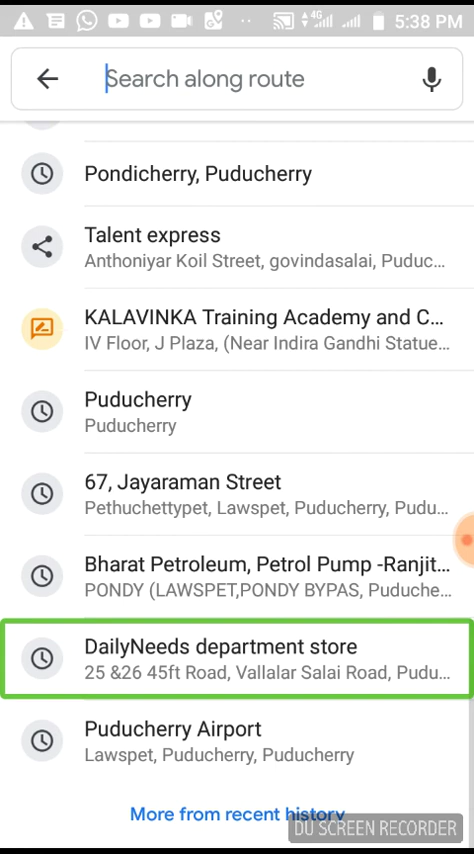 4G
5:38 PM
Search along route
Pondicherry, Puducherry
Talent express
Anthoniyar Koil Street, govindasalai, Puduc...
KALAVINKA Training Academy and C...
IV Floor, J Plaza, (Near Indira Gandhi Statue...
Puducherry
Puducherry
67, Jayaraman Street
Pethuchettypet, Lawspet, Puducherry, Pudu...
Bharat Petroleum, Petrol Pump -Ranjit...
PONDY (LAWSPET,PONDY BYPAS, Puduche...
DailyNeeds department store
25 &26 45ft Road, Vallalar Salai Road, Pudu...
Puducherry Airport
Lawspet, Puducherry, Puducherry
More from recent history
DU SCREEN RECORDER